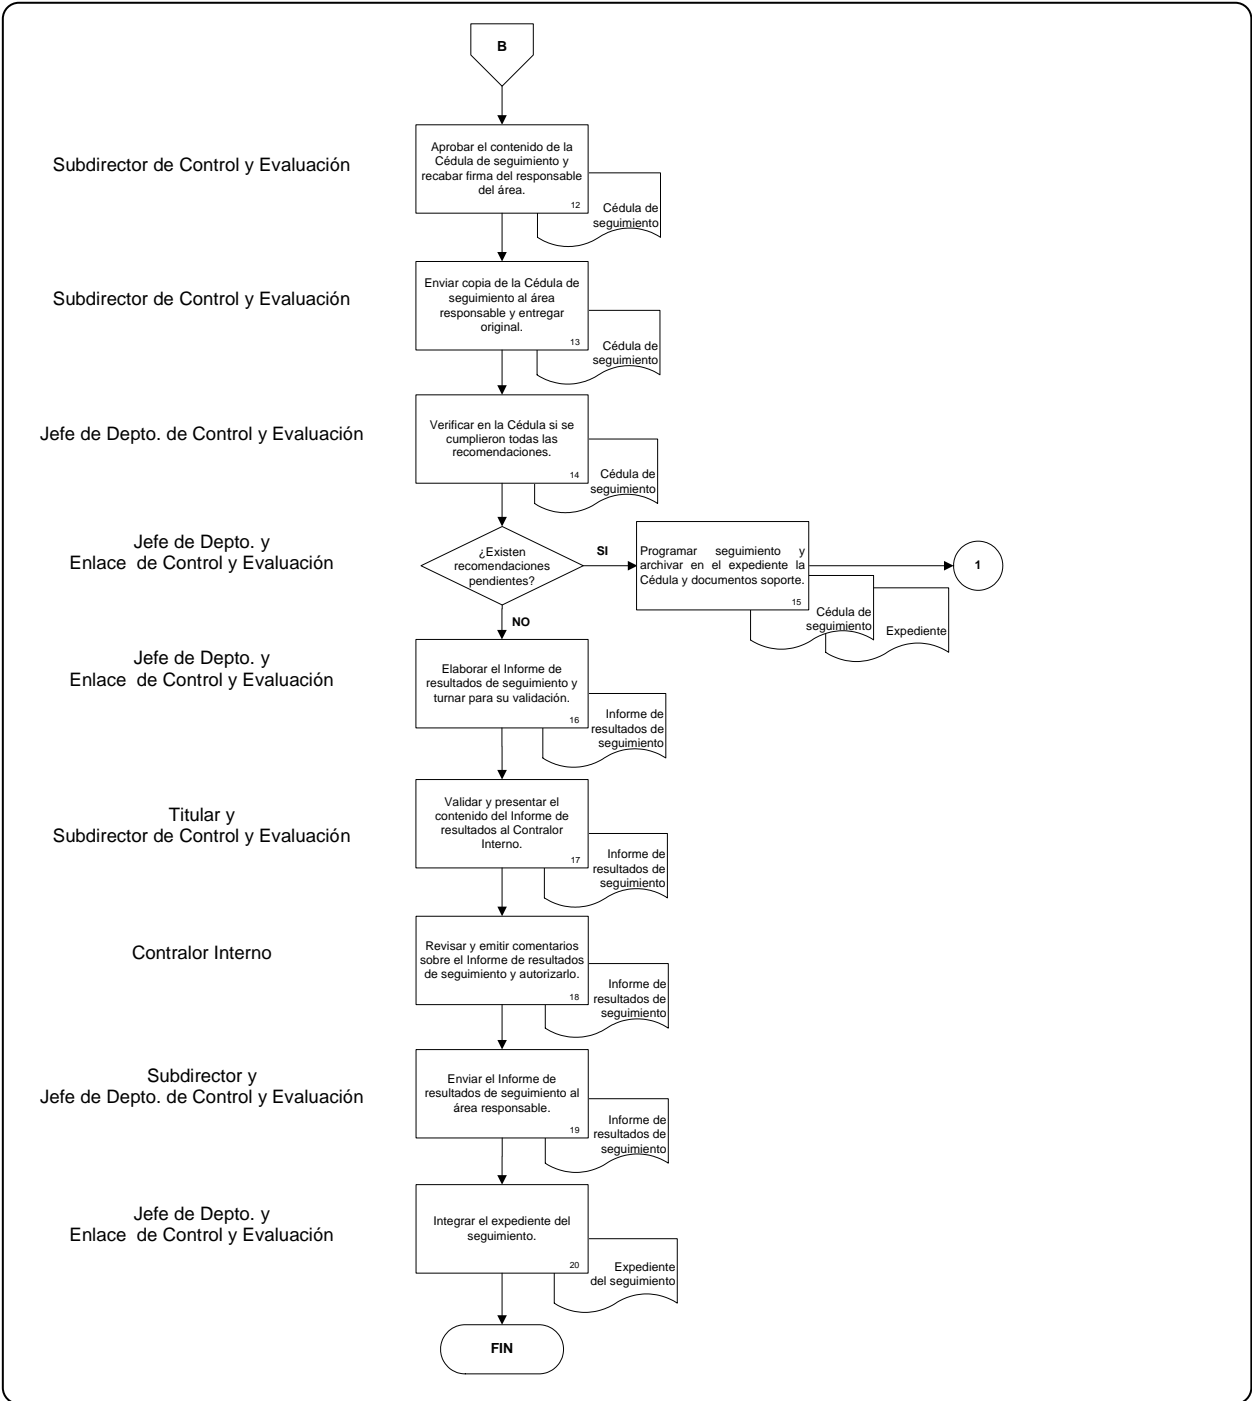 B
Subdirector de Control y Evaluación
Aprobar el contenido de la
Cédula de seguimiento y
recabar firma del responsable
del área.
12
Cédula de
seguimiento
Subdirector de Control y Evaluación
Enviar copia de la Cédula de
seguimiento al área
responsable y entregar
original.
13
Cédula de
seguimiento
Jefe de Depto. de Control y Evaluación
Verificar en la Cédula si se
cumplieron todas las
recomendaciones.
14
Cédula de
seguimiento
Jefe de Depto. y
Enlace de Control y Evaluación
¿Existen
recomendaciones
pendientes?
SI
Programar seguimiento y
archivar en el expediente la
Cédula y documentos soporte.
15
Cédula de
seguimiento
Expediente
1
NO
Jefe de Depto. y
Enlace de Control y Evaluación
Elaborar el Informe de
resultados de seguimiento y
turnar para su validación.
16
Informe de
resultados de
seguimiento
Titular y
Subdirector de Control y Evaluación
Validar y presentar el
contenido del Informe de
resultados al Contralor
Interno.
17
Informe de
resultados de
seguimiento
Contralor Interno
Revisar y emitir comentarios
sobre el Informe de resultados
de seguimiento y autorizarlo.
18
Informe de
resultados de
seguimiento
Subdirector y
Jefe de Depto. de Control y Evaluación
Enviar el Informe de
resultados de seguimiento al
área responsable.
19
Informe de
resultados de
seguimiento
Jefe de Depto. y
Enlace de Control y Evaluación
Integrar el expediente del
seguimiento.
20
Expediente
del seguimiento
FIN